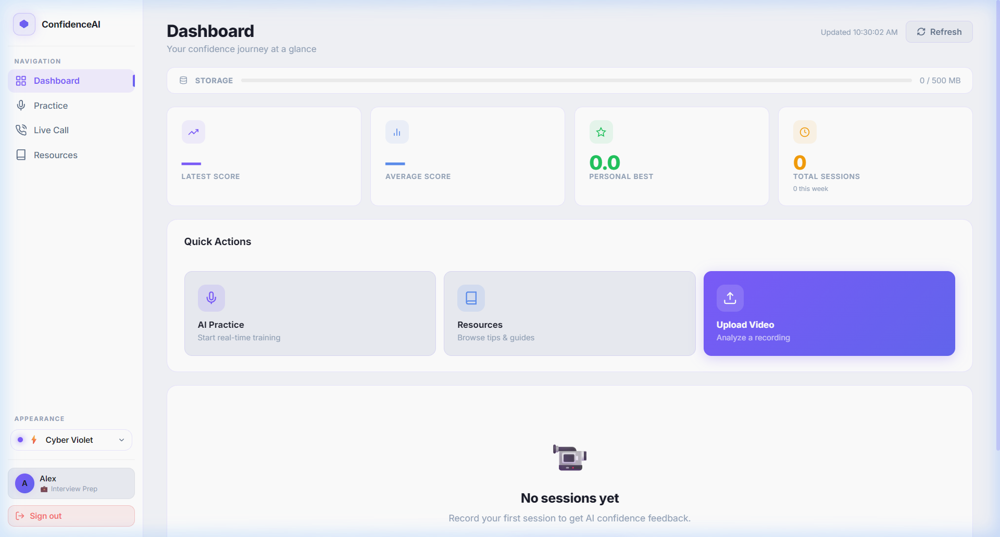 ConfidenceAI
NAVIGATION
Dashboard
Practice
Live Call
Resources
APPEARANCE
Cyber Violet
A
Alex
Interview Prep
Sign out
Dashboard
Your confidence journey at a glance
Updated 10:30:02 AM
Refresh
STORAGE
0 / 500 MB
—
LATEST SCORE
—
AVERAGE SCORE
0.0
PERSONAL BEST
0
TOTAL SESSIONS
0 this week
Quick Actions
AI Practice
Start real-time training
Resources
Browse tips & guides
Upload Video
Analyze a recording
No sessions yet
Record your first session to get AI confidence feedback.